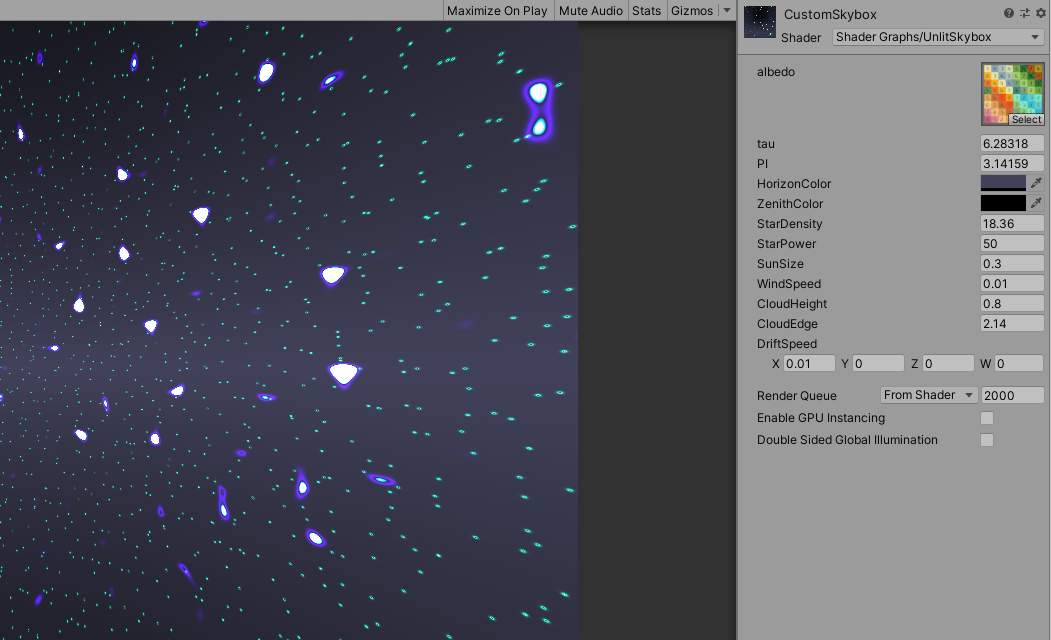 Maximize On Play Mute Audio Stats Gizmos
CustomSkybox
Shader Shader Graphs/UnlitSkybox
albedo
Select
tau 6.28318
PI 3.14159
HorizonColor
ZenithColor
StarDensity 18.36
StarPower 50
SunSize 0.3
WindSpeed 0.01
CloudHeight 0.8
CloudEdge 2.14
DriftSpeed
X 0.01 Y 0 Z 0 W 0
Render Queue From Shader 2000
Enable GPU Instancing
Double Sided Global Illumination